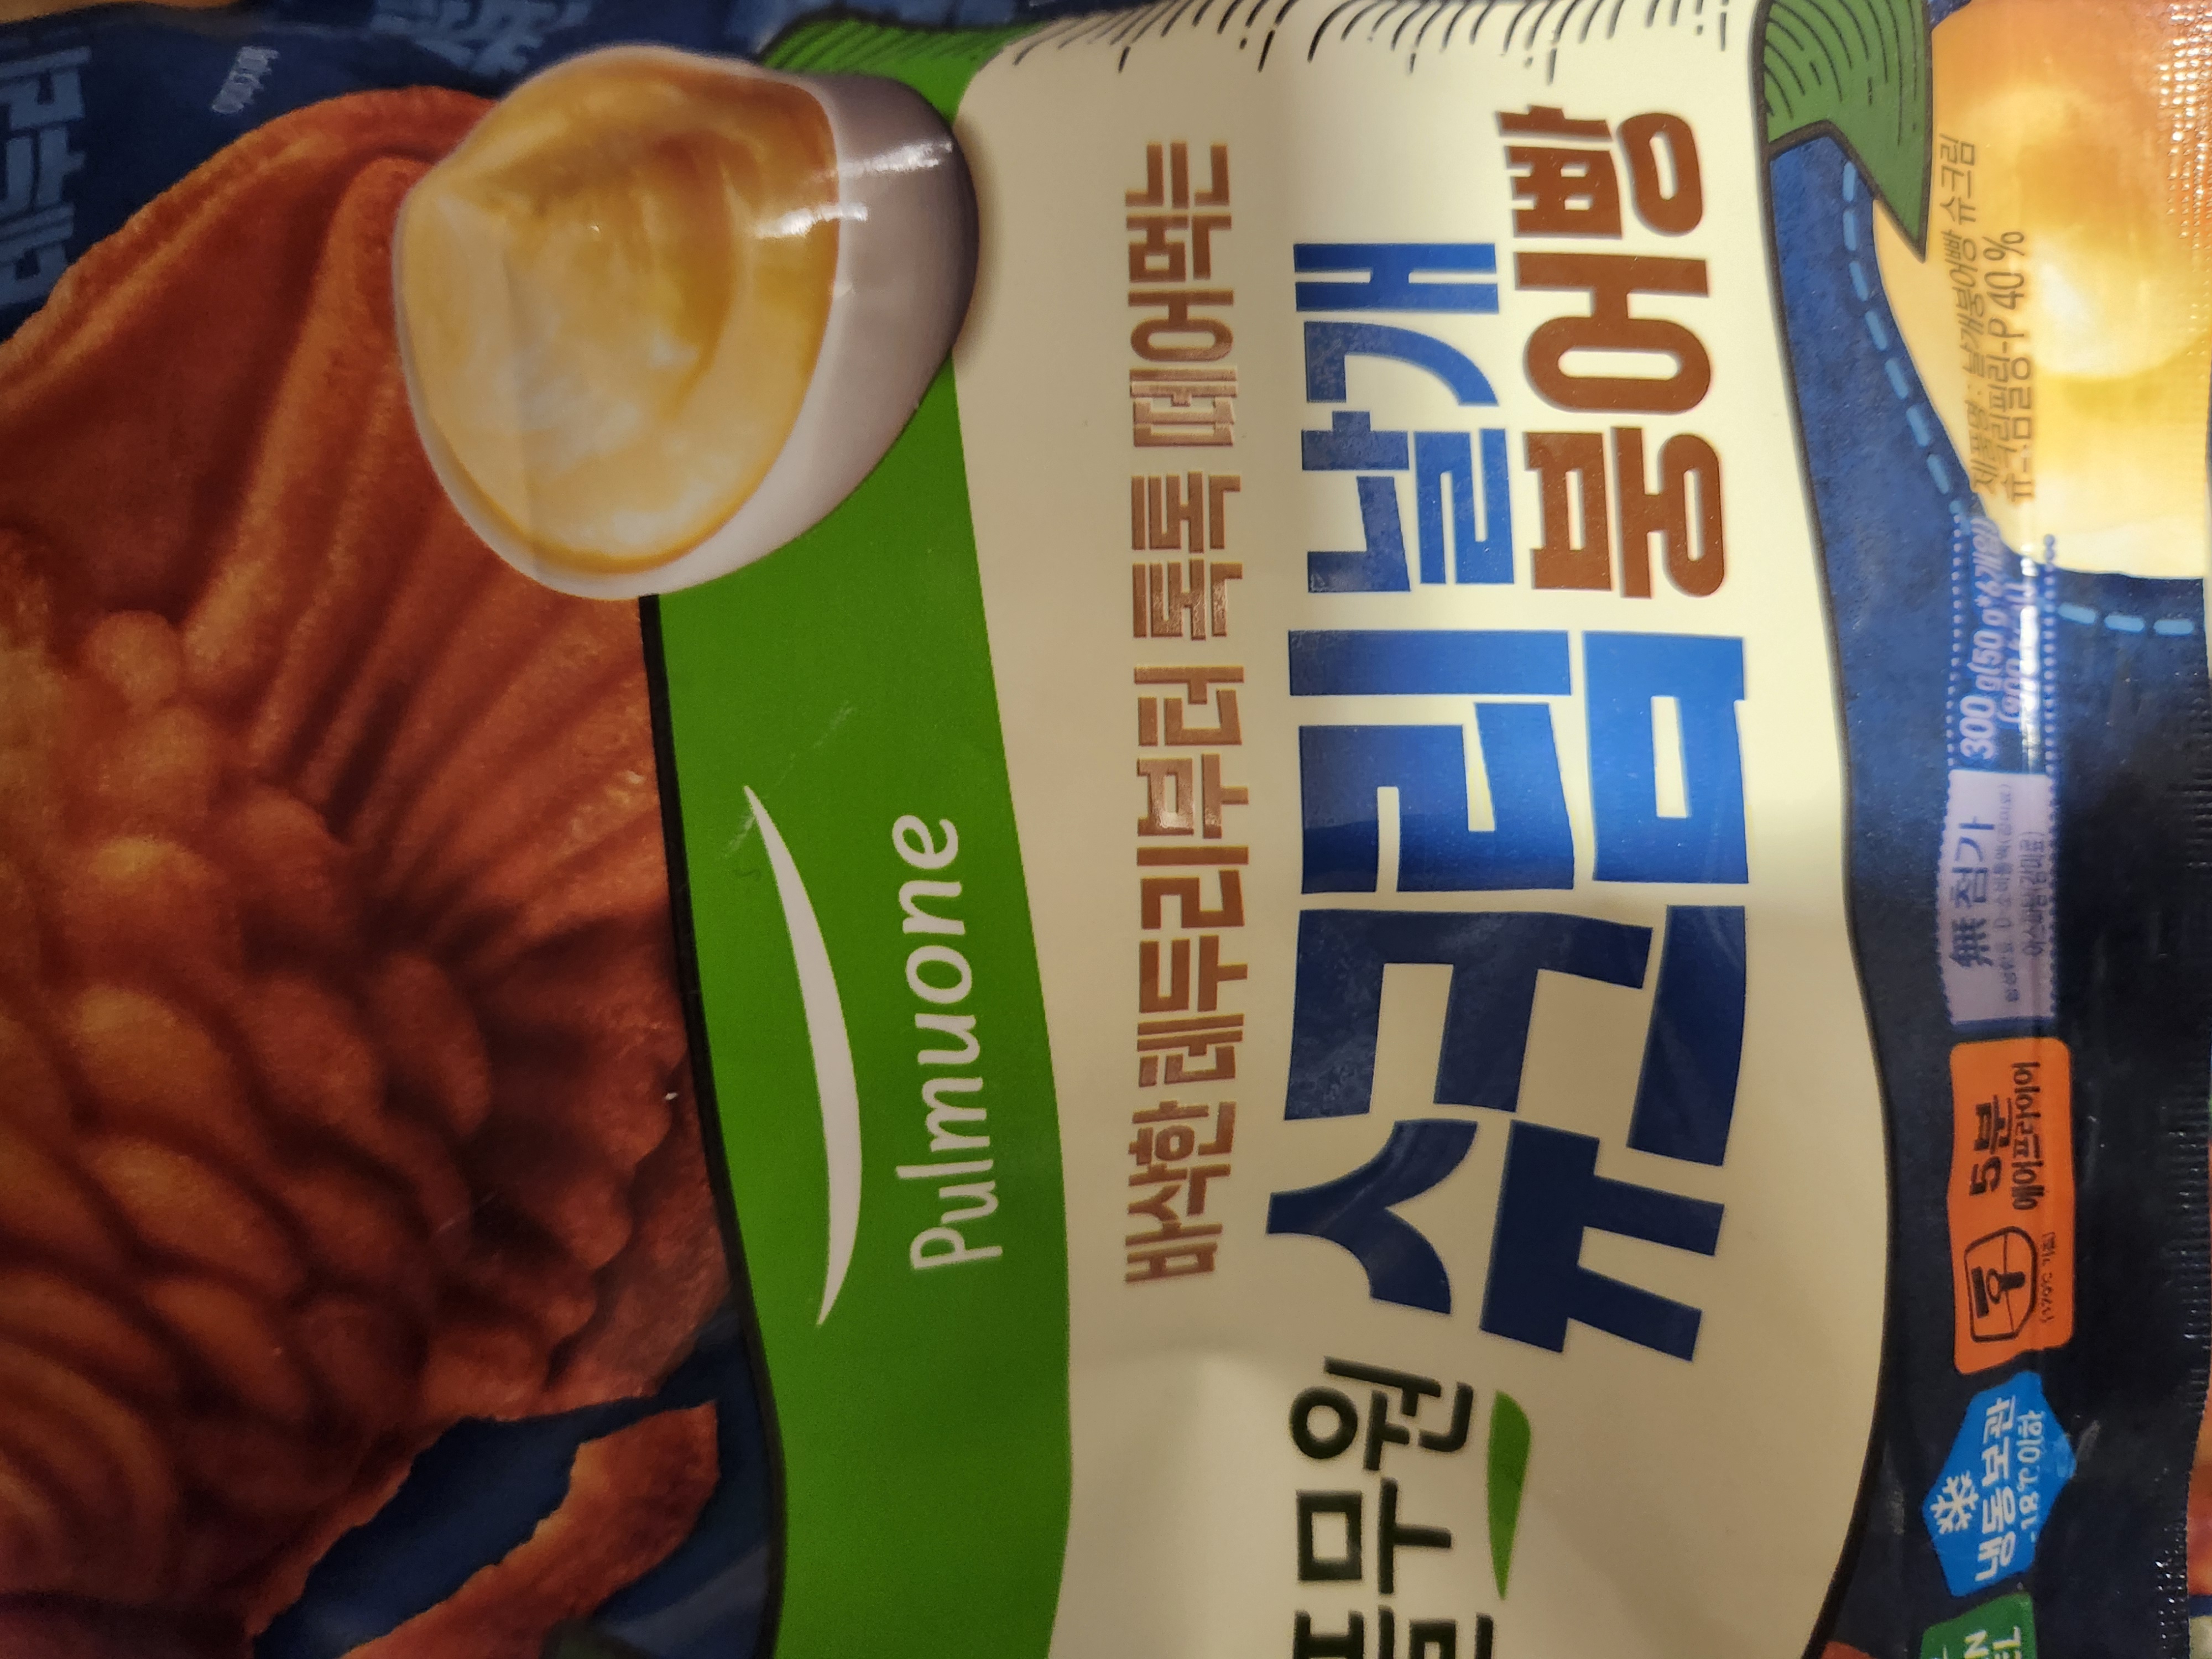 Pulmuone
바삭한 테두리부터 톡톡 떼어먹는
풀무원
슈크림
날개
붕어빵
제품명 : 날개붕어빵 슈크림
슈크림필링-P 40%
300 g(50 g*6개입)
無 첨가
5분
에어프라이어
냉동보관
-18℃ 이하